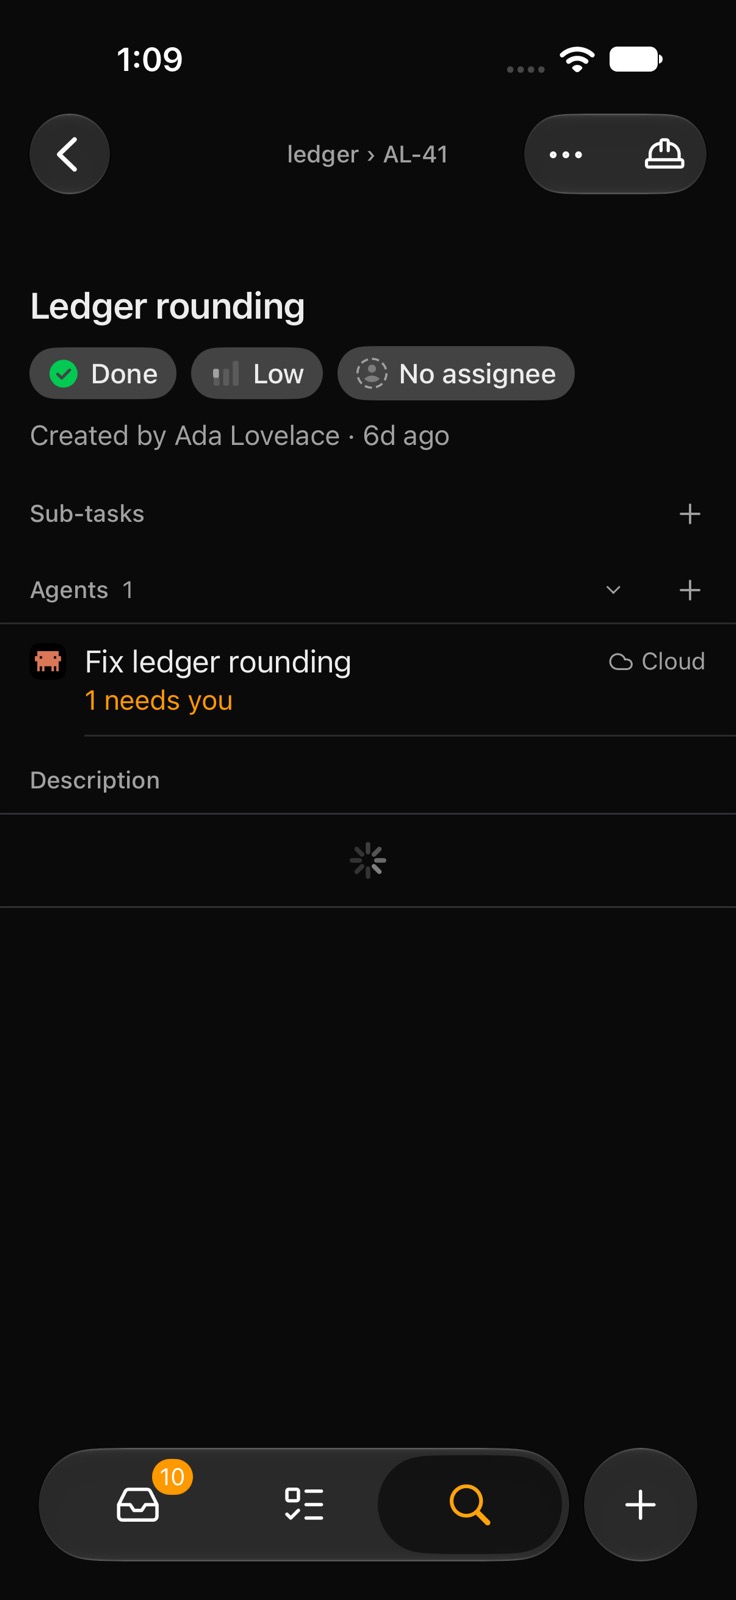 1:09
ledger › AL-41
Ledger rounding
Done
Low
No assignee
Created by Ada Lovelace · 6d ago
Sub-tasks
Agents 1
Fix ledger rounding
Cloud
1 needs you
Description
10